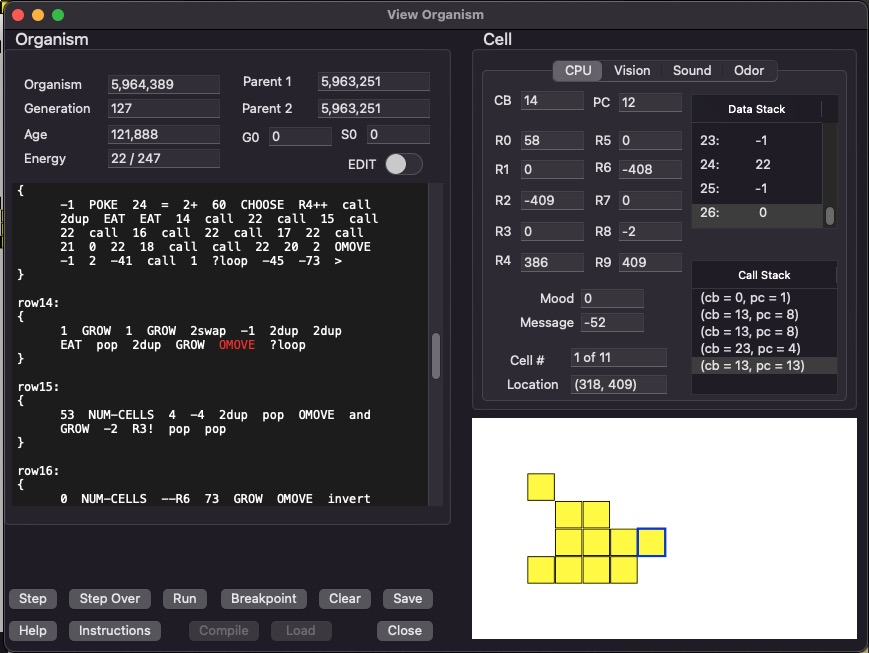 View Organism
Organism
Organism 5,964,389 Parent 1 5,963,251
Generation 127 Parent 2 5,963,251
Age 121,888 G0 0 S0 0
Energy 22 / 247 EDIT
{
-1 POKE 24 = 2+ 60 CHOOSE R4++ call
2dup EAT EAT 14 call 22 call 15 call
22 call 16 call 22 call 17 22 call
21 0 22 18 call call 22 20 2 OMOVE
-1 2 -41 call 1 ?loop -45 -73 >
}
row14:
{
1 GROW 1 GROW 2swap -1 2dup 2dup
EAT pop 2dup GROW OMOVE ?loop
}
row15:
{
53 NUM-CELLS 4 -4 2dup pop OMOVE and
GROW -2 R3! pop pop
}
row16:
{
0 NUM-CELLS --R6 73 GROW OMOVE invert
Step Step Over Run Breakpoint Clear Save
Help Instructions Compile Load Close
Cell
CPU Vision Sound Odor
CB 14 PC 12
R0 58 R5 0
R1 0 R6 -408
R2 -409 R7 0
R3 0 R8 -2
R4 386 R9 409
Mood 0
Message -52
Cell # 1 of 11
Location (318, 409)
Data Stack
23: -1
24: 22
25: -1
26: 0
Call Stack
(cb = 0, pc = 1)
(cb = 13, pc = 8)
(cb = 13, pc = 8)
(cb = 23, pc = 4)
(cb = 13, pc = 13)